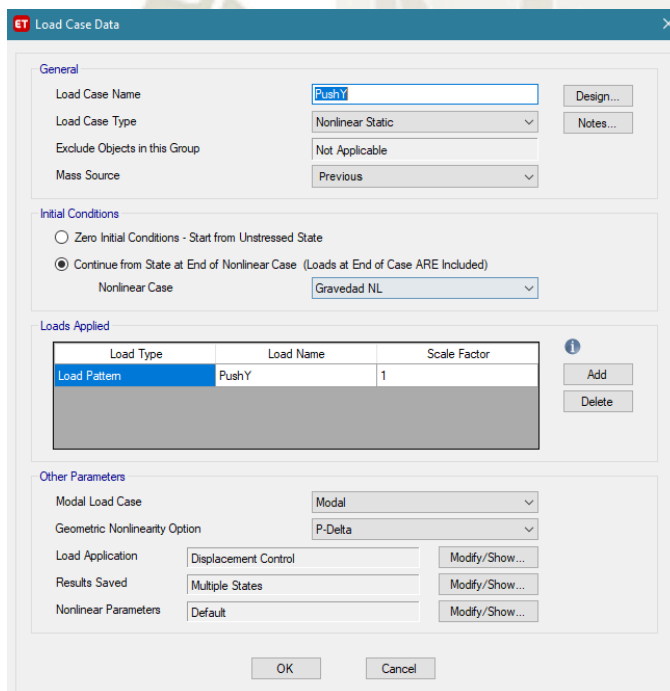 ET Load Case Data
General
Load Case Name PushY Design...
Load Case Type Nonlinear Static Notes...
Exclude Objects in this Group Not Applicable
Mass Source Previous
Initial Conditions
Zero Initial Conditions - Start from Unstressed State
Continue from State at End of Nonlinear Case (Loads at End of Case ARE Included)
Nonlinear Case Gravedad NL
Loads Applied
Load Type Load Name Scale Factor
Load Pattern PushY 1
Add
Delete
Other Parameters
Modal Load Case Modal
Geometric Nonlinearity Option P-Delta
Load Application Displacement Control Modify/Show...
Results Saved Multiple States Modify/Show...
Nonlinear Parameters Default Modify/Show...
OK Cancel